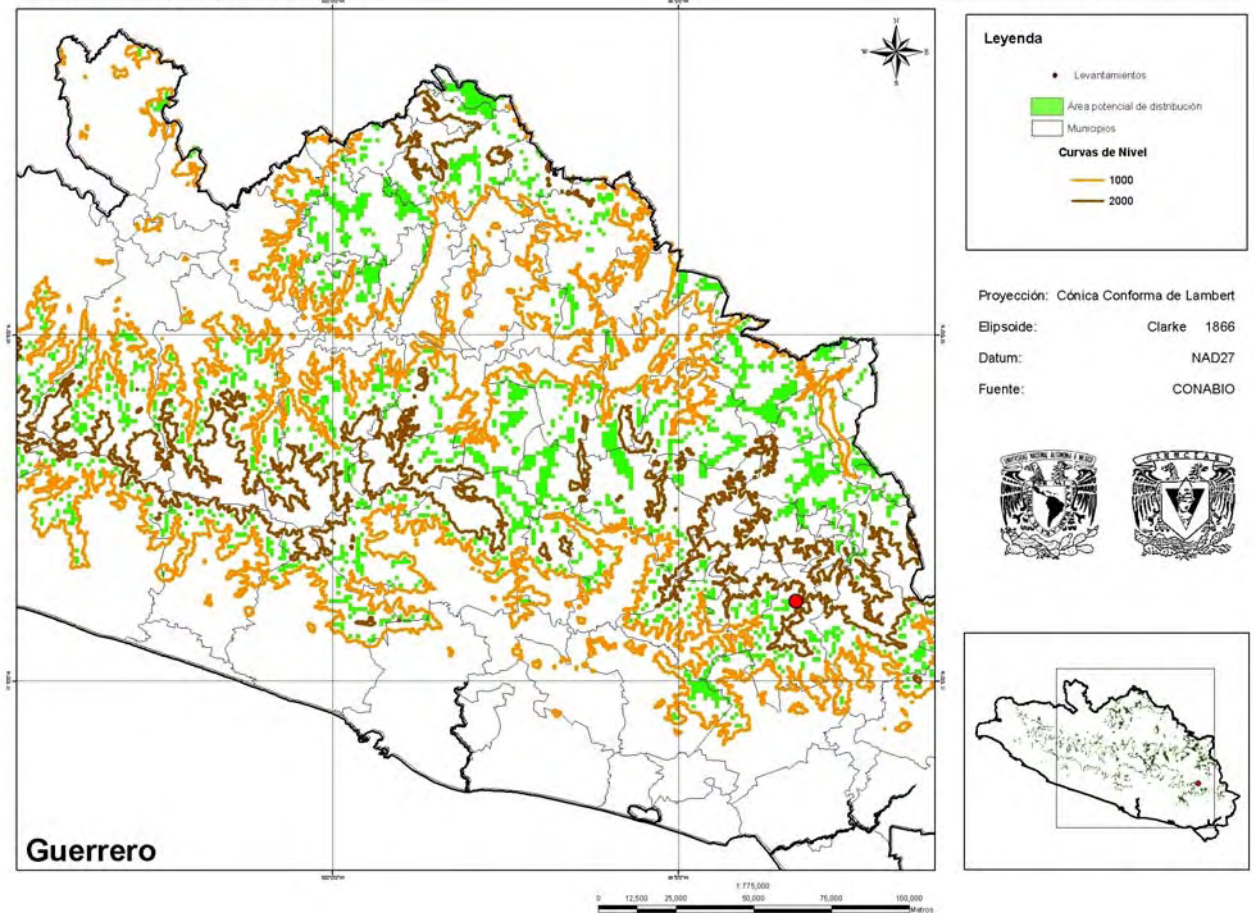 N
W
E
S
Guerrero
Leyenda
Levantamientos
Área potencial de distribución
Municipios
Curvas de Nivel
1000
2000
Proyección: Cónica Conforma de Lambert
Elipsoide: Clarke 1866
Datum: NAD27
Fuente: CONABIO
1:775,000
0 12,500 25,000 50,000 75,000 100,000
Metros